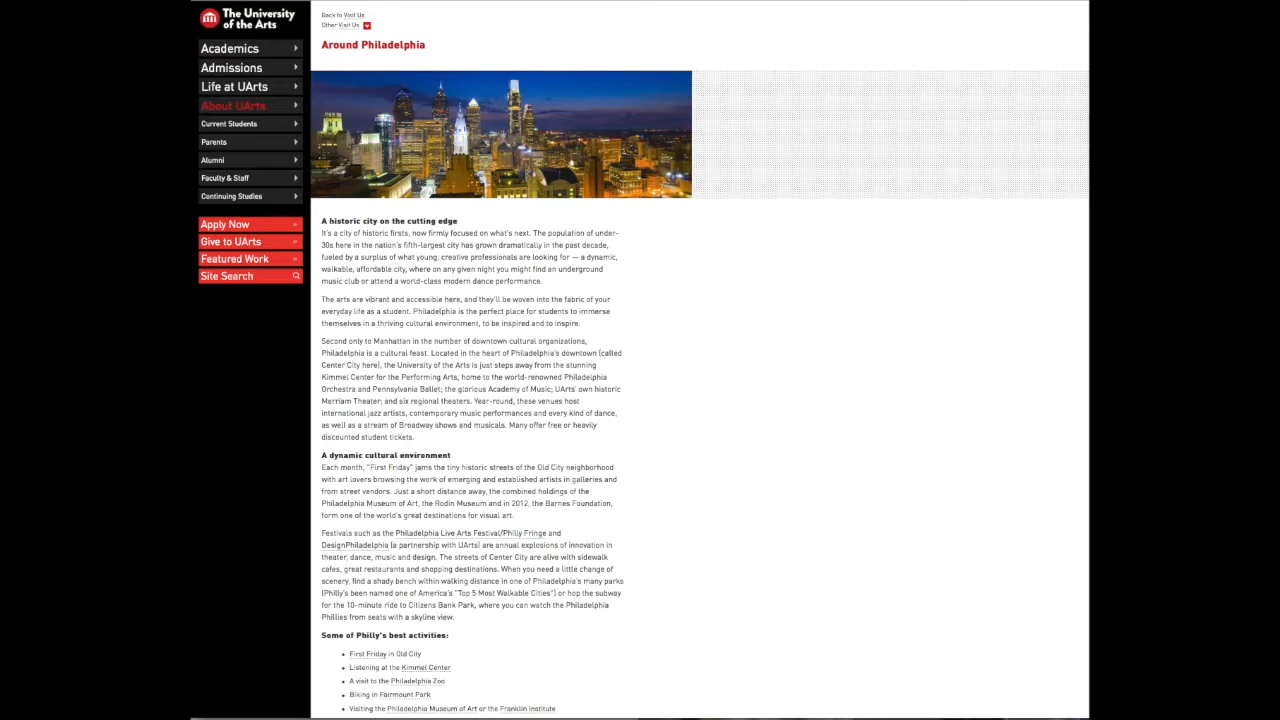 The University
of the Arts
Academics
Admissions
Life at UArts
About UArts
Current Students
Parents
Alumni
Faculty & Staff
Continuing Studies
Apply Now
Give to UArts
Featured Work
Site Search
Back to Visit Us
Other Visit Us
Around Philadelphia
A historic city on the cutting edge
It's a city of historic firsts, now firmly focused on what's next. The population of under-
30s here in the nation's fifth-largest city has grown dramatically in the past decade,
fueled by a surplus of what young, creative professionals are looking for — a dynamic,
walkable, affordable city, where on any given night you might find an underground
music club or attend a world-class modern dance performance.
The arts are vibrant and accessible here, and they'll be woven into the fabric of your
everyday life as a student. Philadelphia is the perfect place for students to immerse
themselves in a thriving cultural environment, to be inspired and to inspire.
Second only to Manhattan in the number of downtown cultural organizations,
Philadelphia is a cultural feast. Located in the heart of Philadelphia's downtown (called
Center City here), the University of the Arts is just steps away from the stunning
Kimmel Center for the Performing Arts, home to the world-renowned Philadelphia
Orchestra and Pennsylvania Ballet; the glorious Academy of Music; UArts' own historic
Merriam Theater; and six regional theaters. Year-round, these venues host
international jazz artists, contemporary music performances and every kind of dance,
as well as a stream of Broadway shows and musicals. Many offer free or heavily
discounted student tickets.
A dynamic cultural environment
Each month, "First Friday" jams the tiny historic streets of the Old City neighborhood
with art lovers browsing the work of emerging and established artists in galleries and
from street vendors. Just a short distance away, the combined holdings of the
Philadelphia Museum of Art, the Rodin Museum and in 2012, the Barnes Foundation,
form one of the world's great destinations for visual art.
Festivals such as the Philadelphia Live Arts Festival/Philly Fringe and
DesignPhiladelphia (a partnership with UArts) are annual explosions of innovation in
theater, dance, music and design. The streets of Center City are alive with sidewalk
cafes, great restaurants and shopping destinations. When you need a little change of
scenery, find a shady bench within walking distance in one of Philadelphia's many parks
(Philly's been named one of America's "Top 5 Most Walkable Cities") or hop the subway
for the 10-minute ride to Citizens Bank Park, where you can watch the Philadelphia
Phillies from seats with a skyline view.
Some of Philly's best activities:
• First Friday in Old City
• Listening at the Kimmel Center
• A visit to the Philadelphia Zoo
• Biking in Fairmount Park
• Visiting the Philadelphia Museum of Art or the Franklin Institute